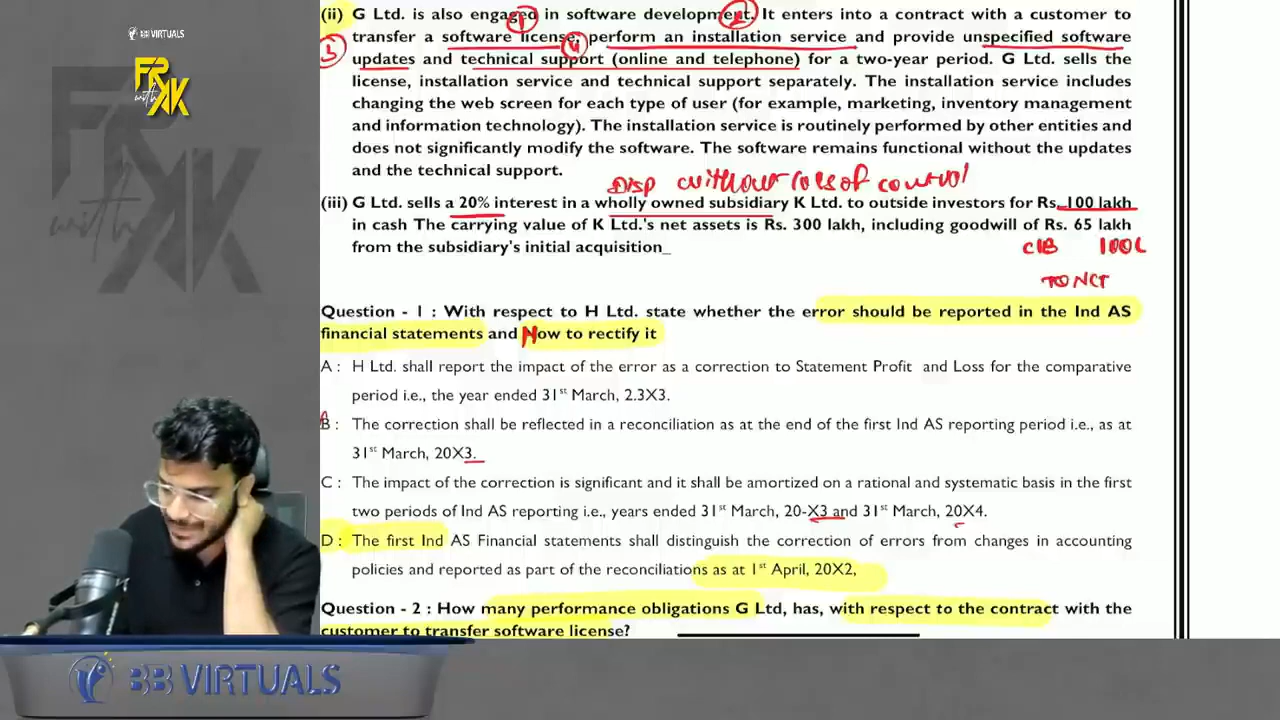 BB VIRTUALS
FR
with
AK
FR
with
AK
(ii) G Ltd. is also engaged in software development. It enters into a contract with a customer to
transfer a software license, perform an installation service and provide unspecified software
updates and technical support (online and telephone) for a two-year period. G Ltd. sells the
license, installation service and technical support separately. The installation service includes
changing the web screen for each type of user (for example, marketing, inventory management
and information technology). The installation service is routinely performed by other entities and
does not significantly modify the software. The software remains functional without the updates
and the technical support.
1
2
3
4
Disp without loss of control
(iii) G Ltd. sells a 20% interest in a wholly owned subsidiary K Ltd. to outside investors for Rs. 100 lakh
in cash The carrying value of K Ltd.'s net assets is Rs. 300 lakh, including goodwill of Rs. 65 lakh
from the subsidiary's initial acquisition_
C/B 100L
TO NCI
Question - 1 : With respect to H Ltd. state whether the error should be reported in the Ind AS
financial statements and How to rectify it
A : H Ltd. shall report the impact of the error as a correction to Statement Profit and Loss for the comparative
period i.e., the year ended 31st March, 2.3X3.
B : The correction shall be reflected in a reconciliation as at the end of the first Ind AS reporting period i.e., as at
31st March, 20X3.
C : The impact of the correction is significant and it shall be amortized on a rational and systematic basis in the first
two periods of Ind AS reporting i.e., years ended 31st March, 20-X3 and 31st March, 20X4.
D : The first Ind AS Financial statements shall distinguish the correction of errors from changes in accounting
policies and reported as part of the reconciliations as at 1st April, 20X2,
Question - 2 : How many performance obligations G Ltd, has, with respect to the contract with the
customer to transfer software license?
BB VIRTUALS